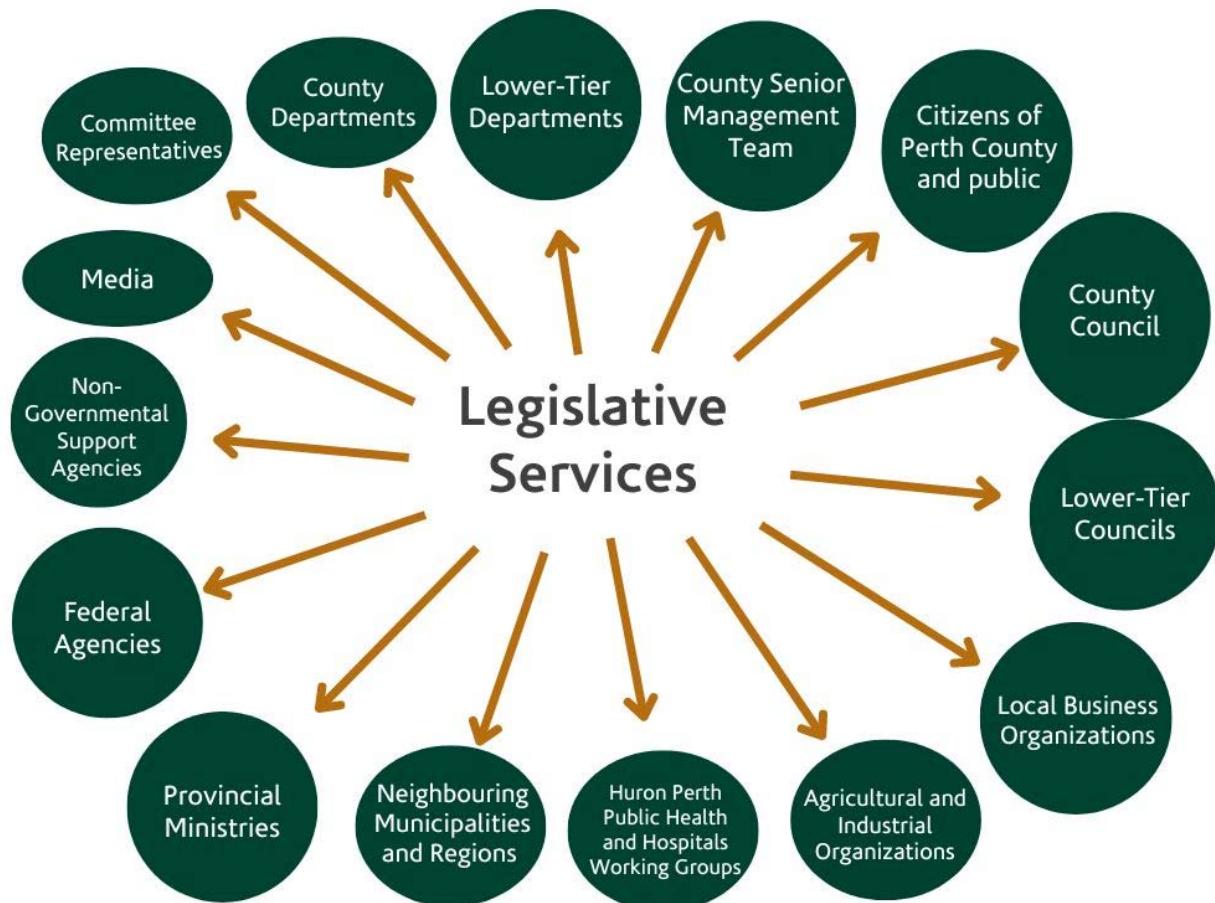 Committee
Representatives
County
Departments
Lower-Tier
Departments
County Senior
Management
Team
Citizens of
Perth County
and public
Media
County
Council
Non-
Governmental
Support
Agencies
Legislative
Services
Lower-Tier
Councils
Federal
Agencies
Local Business
Organizations
Provincial
Ministries
Neighbouring
Municipalities
and Regions
Huron Perth
Public Health
and Hospitals
Working Groups
Agricultural and
Industrial
Organizations